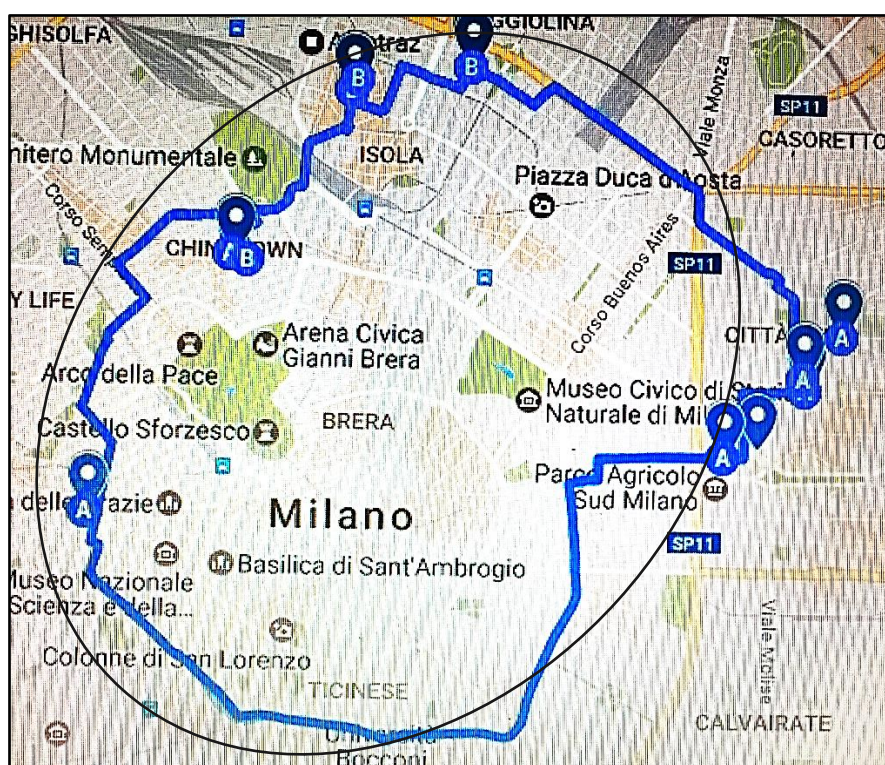 GHISOLFA
GGIOLINA
traz
SP11
Viale Monza
CASORETTO
nitero Monumentale
ISOLA
Piazza Duca d'Aosta
Corso Semp
B
B
CHINATOWN
A B
Corso Buenos Aires
SP11
Y LIFE
Arena Civica
Gianni Brera
CITTÀ
A
Arco della Pace
A
Museo Civico di St
Naturale di Mil
BRERA
Castello Sforzesco
A
Parco Agricolo
Sud Milano
A
a delle Grazie
Milano
SP11
Basilica di Sant'Ambrogio
Museo Nazionale
Scienza e della...
Viale Molise
Colonne di San Lorenzo
TICINESE
CALVAIRATE
Università
Bocconi